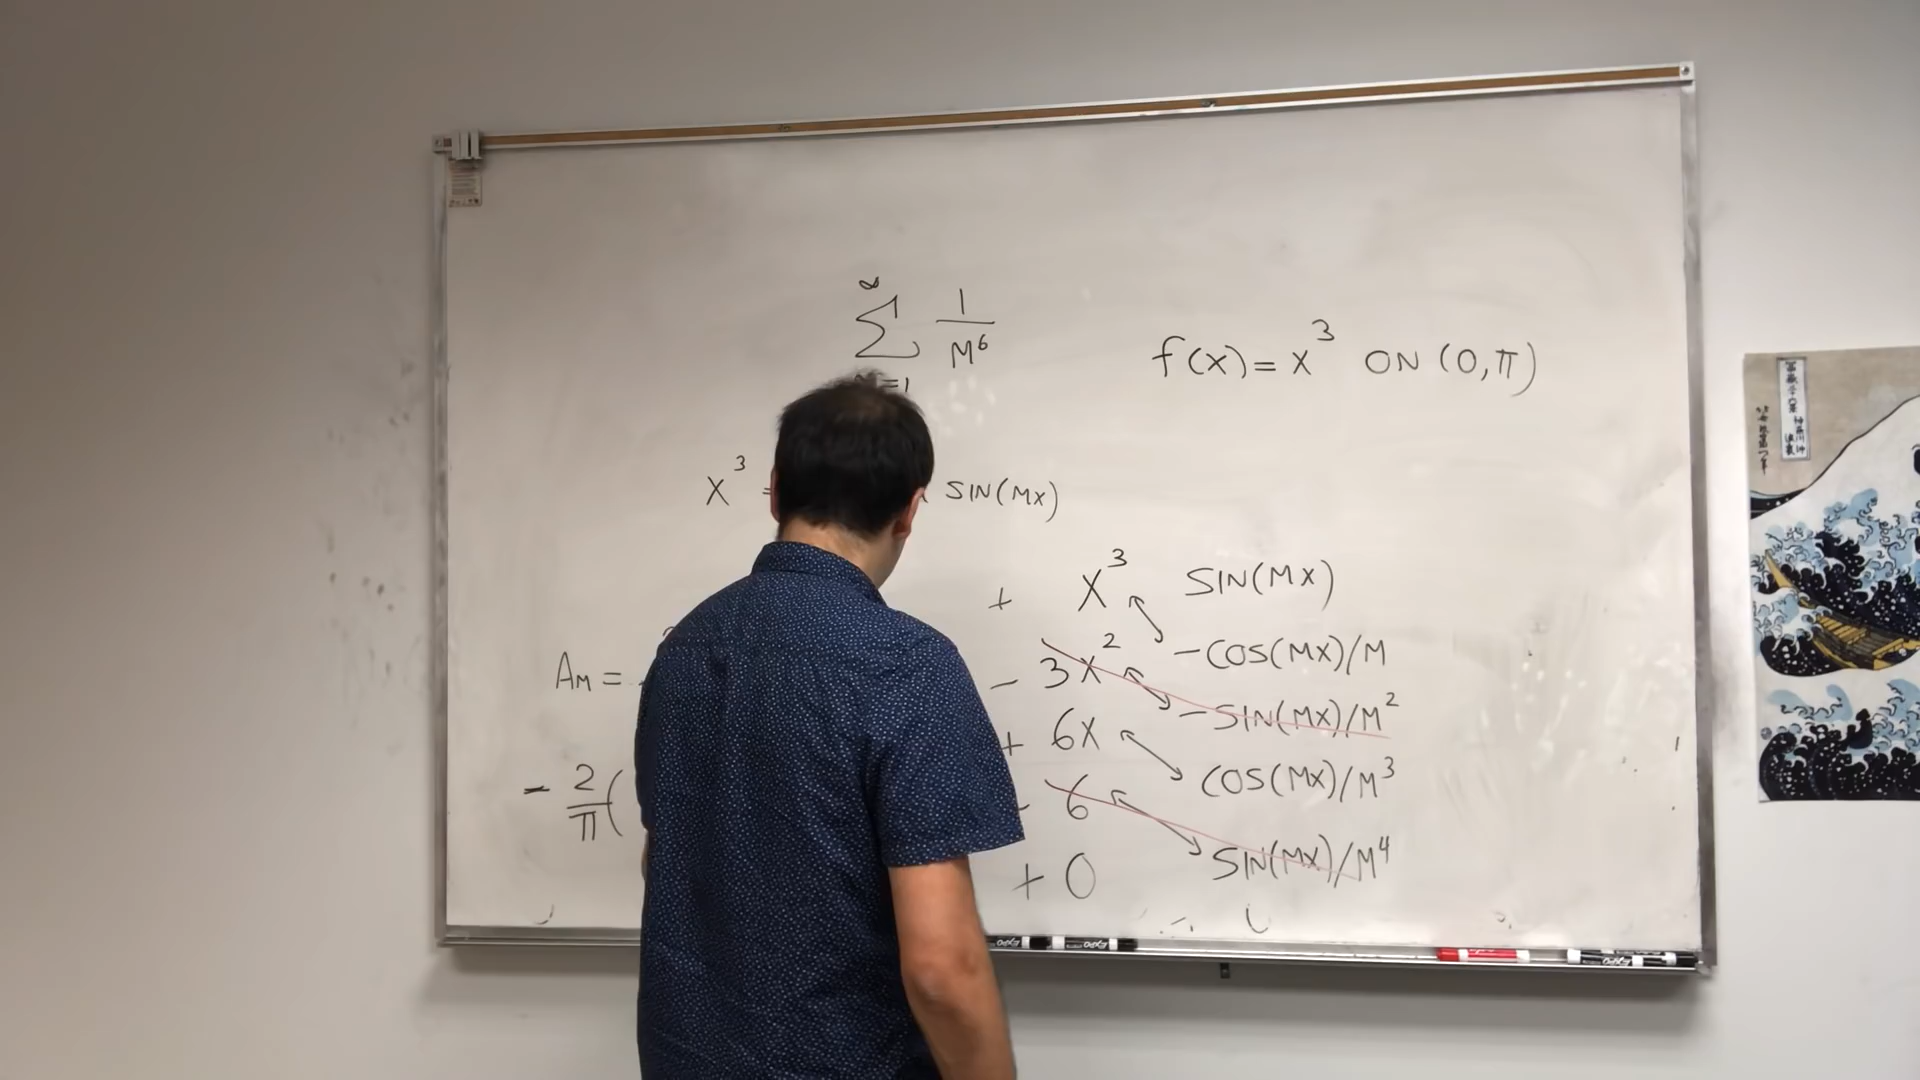 ∞
∑ 1/M⁶
=1
f(x) = x³ ON (0,π)
x³ = SIN(Mx)
+ x³ SIN(Mx)
-COS(Mx)/M
A_M =
- 3x²
-SIN(Mx)/M²
+ 6x
COS(Mx)/M³
- 2/π (
- 6
SIN(Mx)/M⁴
+ 0